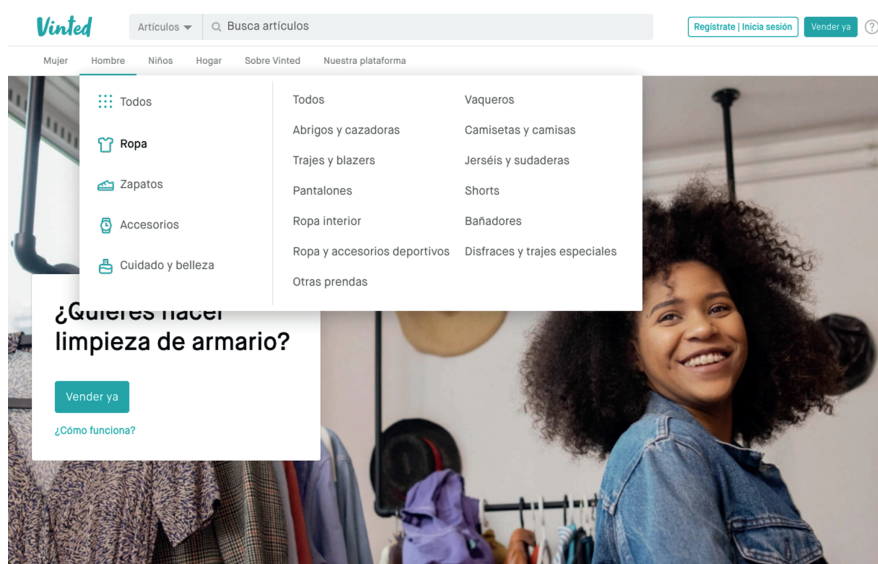 Vinted
Artículos
Busca artículos
Regístrate | Inicia sesión
Vender ya
?
Mujer
Hombre
Niños
Hogar
Sobre Vinted
Nuestra plataforma
Todos
Ropa
Zapatos
Accesorios
Cuidado y belleza
Todos
Abrigos y cazadoras
Trajes y blazers
Pantalones
Ropa interior
Ropa y accesorios deportivos
Otras prendas
Vaqueros
Camisetas y camisas
Jerséis y sudaderas
Shorts
Bañadores
Disfraces y trajes especiales
¿Quieres hacer
limpieza de armario?
Vender ya
¿Cómo funciona?